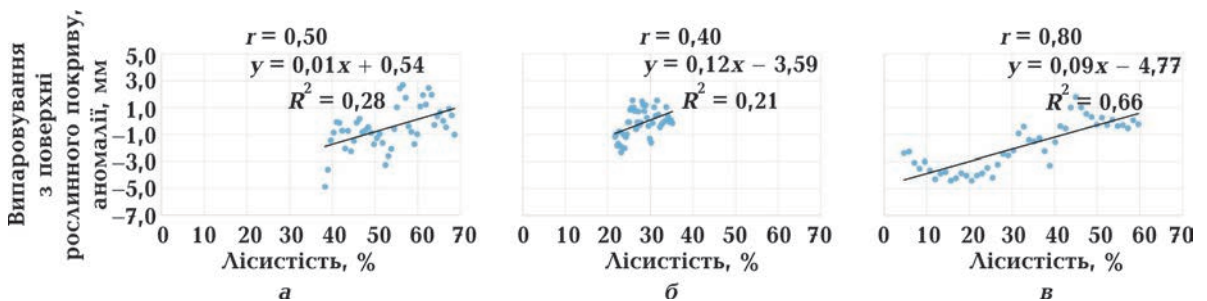 Випаровування
з поверхні
рослинного покриву,
аномалії, мм
5,0
3,0
1,0
−1,0
−3,0
−5,0
−7,0
r = 0,50
y = 0,01x + 0,54
R² = 0,28
0 10 20 30 40 50 60 70
Лісистість, %
а
r = 0,40
y = 0,12x − 3,59
R² = 0,21
0 10 20 30 40 50 60 70
Лісистість, %
б
r = 0,80
y = 0,09x − 4,77
R² = 0,66
0 10 20 30 40 50 60 70
Лісистість, %
в